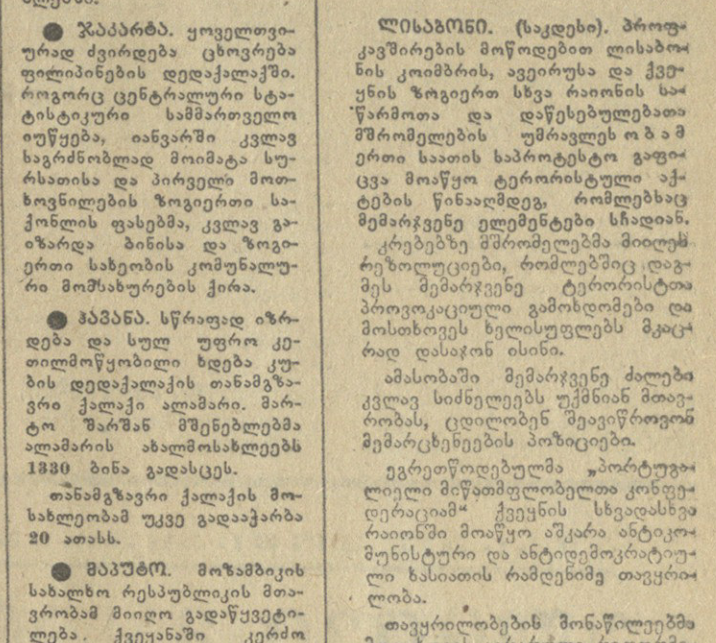 ● ჯაკარტა. ყოველთვი-
ურად ძვირდება ცხოვრება
ფილიპინების დედაქალაქში.
როგორც ცენტრალური სტა-
ტისტიკური სამმართველო
იუწყება, იანვარში კვლავ
საგრძნობლად მოიმატა სუ-
რსათისა და პირველი მოთ-
ხოვნილების ზოგიერთი სა-
ქონლის ფასებმა, კვლავ გა-
იზარდა ბინისა და ზოგი-
ერთი სახეობის კომუნალუ-
რი მომსახურების ქირა.
● ჰავანა. სწრაფად იზრ-
დება და სულ უფრო კე-
თილმოწყობილი ხდება კუ-
ბის დედაქალაქის თანამგზა-
ვრი ქალაქი ალამარი. მარ-
ტო შარშან მშენებლებმა
ალამარის ახალმოსახლეებს
1330 ბინა გადასცეს.
თანამგზავრი ქალაქის მო-
სახლეობამ უკვე გადააჭარბა
20 ათასს.
● მაპუტო. მოზამბიკის
სახალხო რესპუბლიკის მთა-
ვრობამ მიიღო გადაწყვეტი-
ლება. ქვეყანაში კერძო
ლისაბონი. (საკდესი). პროფ-
კავშირების მოწოდებით ლისაბო-
ნის კოიმბრის, ავეირუსა და ქვე-
ყნის ზოგიერთ სხვა რაიონის სა-
წარმოთა და დაწესებულებათა
მშრომელების უმრავლესობამ
ერთი საათის საპროტესტო გაფი-
ცვა მოაწყო ტერორისტული აქ-
ტების წინააღმდეგ, რომლებსაც
მემარჯვენე ელემენტები სჩადიან.
კრებებზე მშრომელებმა მიიღეს
რეზოლუციები, რომლებშიც დაგ-
მეს მემარჯვენე ტერორისტთა
პროვოკაციული გამოხდომები და
მოსთხოვეს ხელისუფლებს მკაც-
რად დასაჯონ ისინი.
ამასობაში მემარჯვენე ძალები
კვლავ სიძნელეებს უქმნიან მთავ-
რობას, ცდილობენ შეავიწროვონ
მემარცხენეების პოზიციები.
ეგრეთწოდებულმა „პორტუგა-
ლიელი მიწათმფლობელთა კონფე-
დერაციამ“ ქვეყნის სხვადასხვა
რაიონში მოაწყო აშკარა ანტიკო-
მუნისტური და ანტიდემოკრატიუ-
ლი ხასიათის რამდენიმე თავყრი-
ლობა.
თავყრილობების მონაწილეებმა